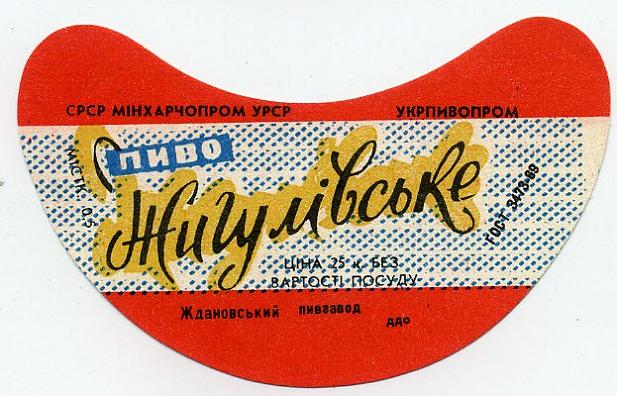 СРСР МІНХАРЧОПРОМ УРСР УКРПИВОПРОМ
ПИВО
Жигулівське
МІСТК. 0,5
ГОСТ 3473-69
ЦІНА 25 к. БЕЗ
ВАРТОСТІ ПОСУДУ
Ждановський пивзавод ддо